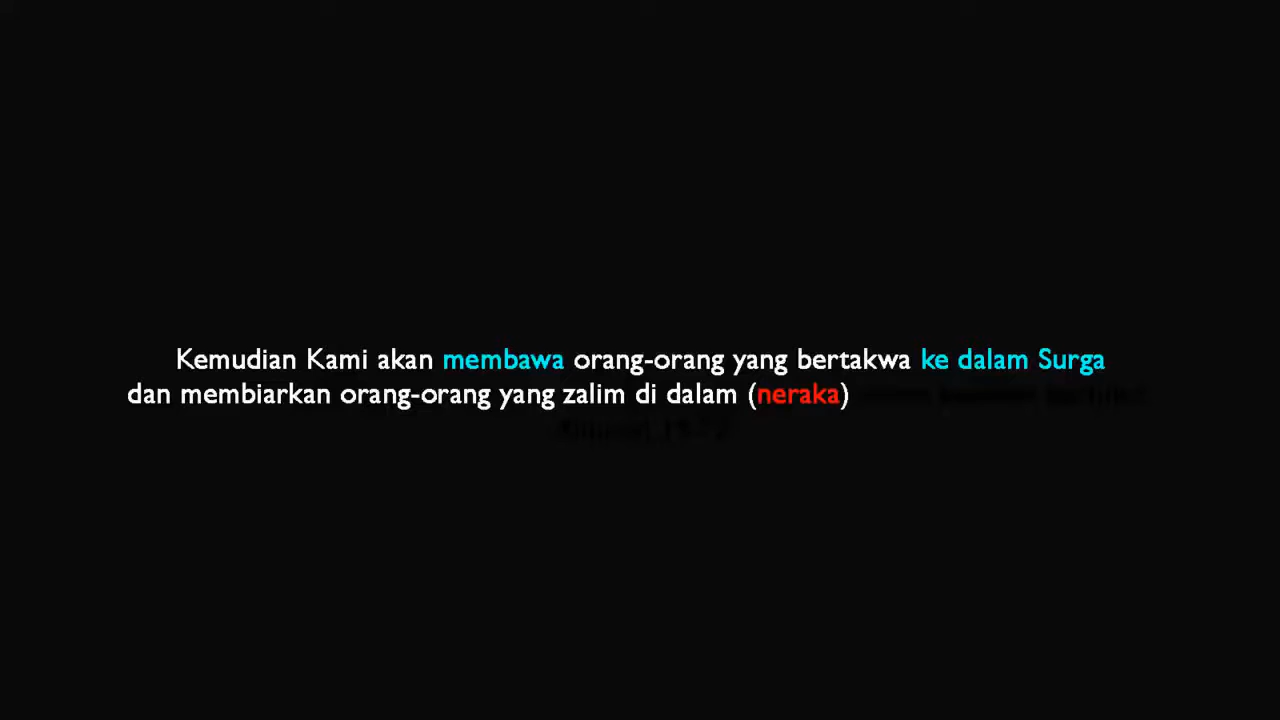 Kemudian Kami akan membawa orang-orang yang bertakwa ke dalam Surga
dan membiarkan orang-orang yang zalim di dalam (neraka)